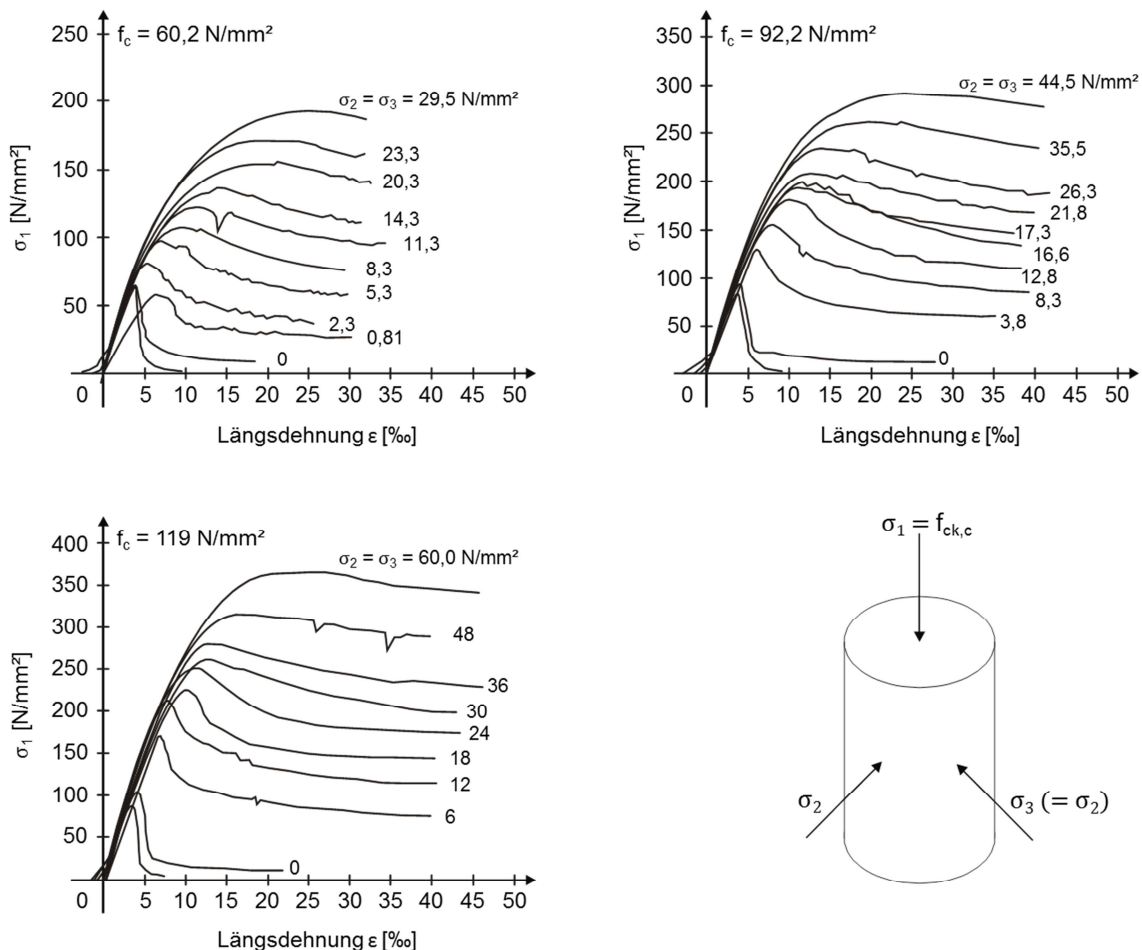 250
200
150
100
50
0
σ₁ [N/mm²]
f_c = 60,2 N/mm²
σ₂ = σ₃ = 29,5 N/mm²
23,3
20,3
14,3
11,3
8,3
5,3
2,3
0,81
0
5 10 15 20 25 30 35 40 45 50
Längsdehnung ε [‰]
350
300
250
200
150
100
50
0
σ₁ [N/mm²]
f_c = 92,2 N/mm²
σ₂ = σ₃ = 44,5 N/mm²
35,5
26,3
21,8
17,3
16,6
12,8
8,3
3,8
0
5 10 15 20 25 30 35 40 45 50
Längsdehnung ε [‰]
400
350
300
250
200
150
100
50
0
σ₁ [N/mm²]
f_c = 119 N/mm²
σ₂ = σ₃ = 60,0 N/mm²
48
36
30
24
18
12
6
0
5 10 15 20 25 30 35 40 45 50
Längsdehnung ε [‰]
σ₁ = f_ck,c
σ₂
σ₃ (= σ₂)